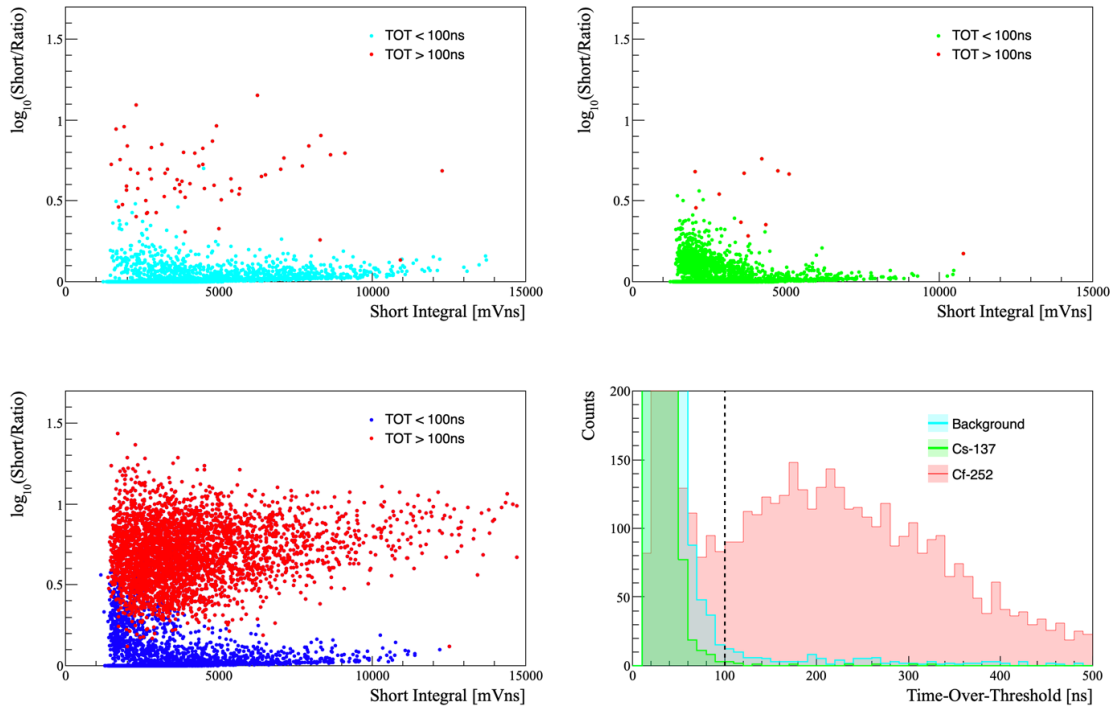 log10(Short/Ratio)
1.5
1
0.5
0
TOT < 100ns
TOT > 100ns
0 5000 10000 15000
Short Integral [mVns]
log10(Short/Ratio)
1.5
1
0.5
0
TOT < 100ns
TOT > 100ns
0 5000 10000 15000
Short Integral [mVns]
log10(Short/Ratio)
1.5
1
0.5
0
TOT < 100ns
TOT > 100ns
0 5000 10000 15000
Short Integral [mVns]
Counts
200
150
100
50
0
Background
Cs-137
Cf-252
0 100 200 300 400 500
Time-Over-Threshold [ns]